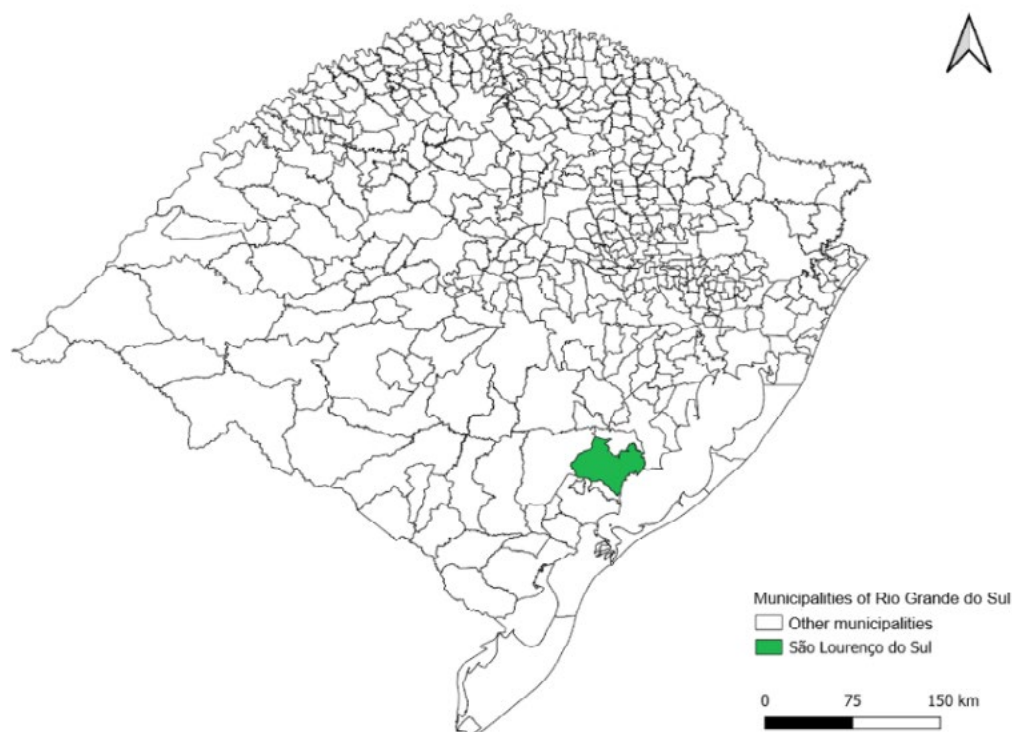 Municipalities of Rio Grande do Sul
Other municipalities
São Lourenço do Sul
0 75 150 km